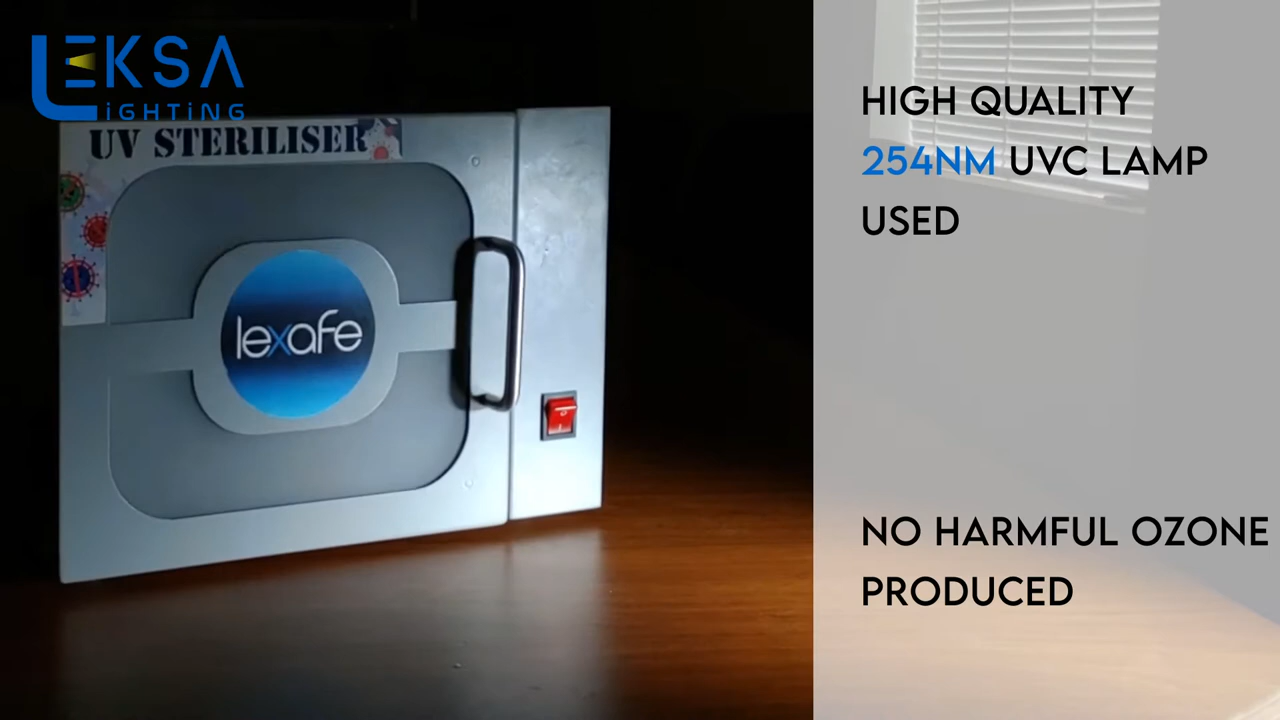 LEKSA
LiGHTiNG
UV STERILISER
lexafe
HIGH QUALITY
254NM UVC LAMP
USED
NO HARMFUL OZONE
PRODUCED